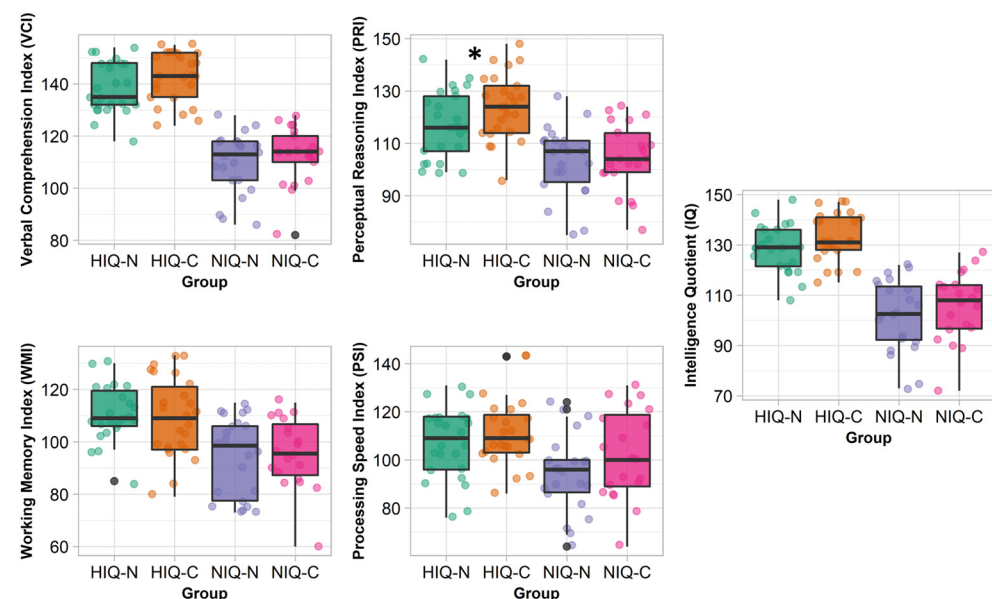 Verbal Comprehension Index (VCI)
140
120
100
80
HIQ-N HIQ-C NIQ-N NIQ-C
Group
Perceptual Reasoning Index (PRI)
150
130
110
90
*
HIQ-N HIQ-C NIQ-N NIQ-C
Group
Intelligence Quotient (IQ)
150
130
110
90
70
HIQ-N HIQ-C NIQ-N NIQ-C
Group
Working Memory Index (WMI)
120
100
80
60
HIQ-N HIQ-C NIQ-N NIQ-C
Group
Processing Speed Index (PSI)
140
120
100
80
HIQ-N HIQ-C NIQ-N NIQ-C
Group